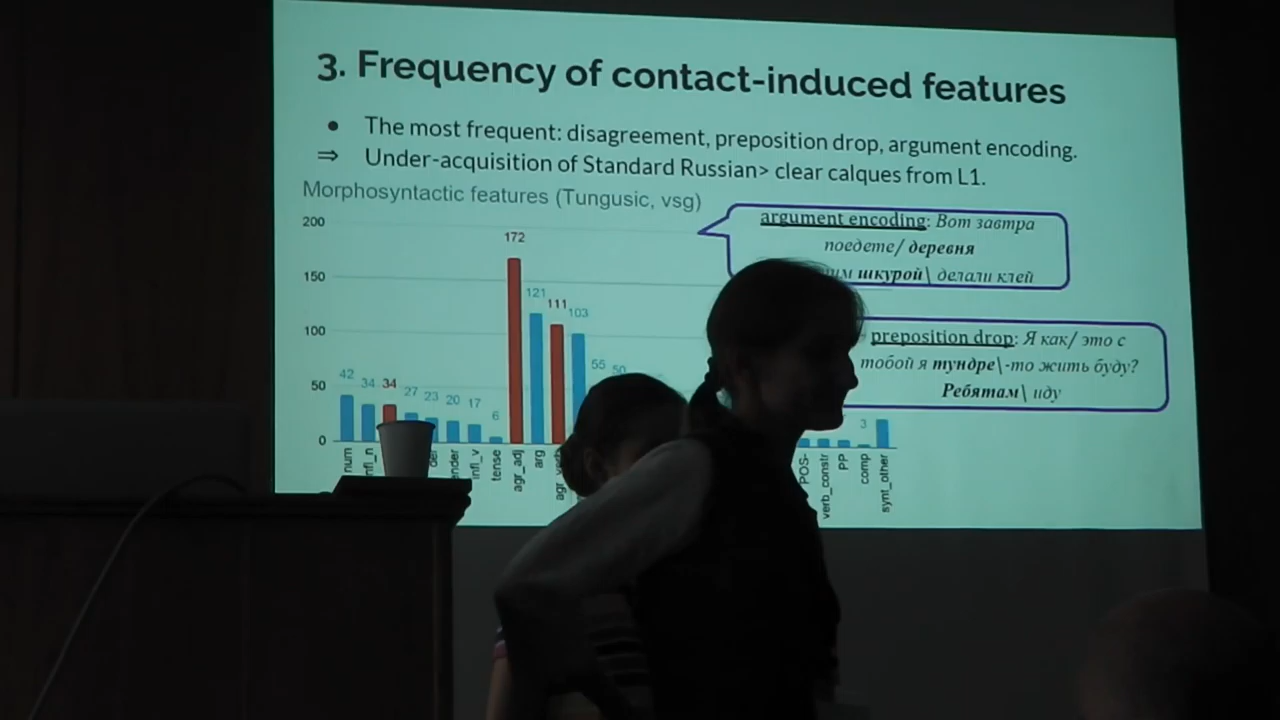 3. Frequency of contact-induced features
● The most frequent: disagreement, preposition drop, argument encoding.
⇒ Under-acquisition of Standard Russian> clear calques from L1.
Morphosyntactic features (Tungusic, vsg)
argument encoding: Вот завтра
поедете/ деревня
шкурой\ делали клей
preposition drop: Я как/ это с
тобой я тундре\-то жить буду?
Ребятам\ иду
200
150
100
50
0
42
34
34
27
23
20
17
6
172
121
111
103
55
50
3
num
infl_v
tense
agr_adj
arg
POS-
verb_constr
PP
comp
synt_other